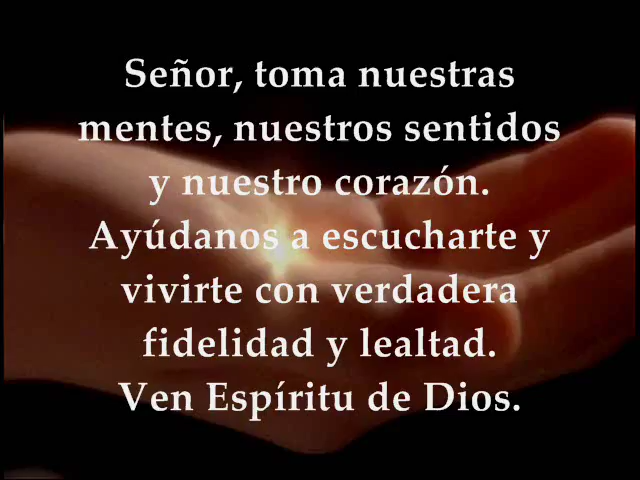 Señor, toma nuestras
mentes, nuestros sentidos
y nuestro corazón.
Ayúdanos a escucharte y
vivirte con verdadera
fidelidad y lealtad.
Ven Espíritu de Dios.